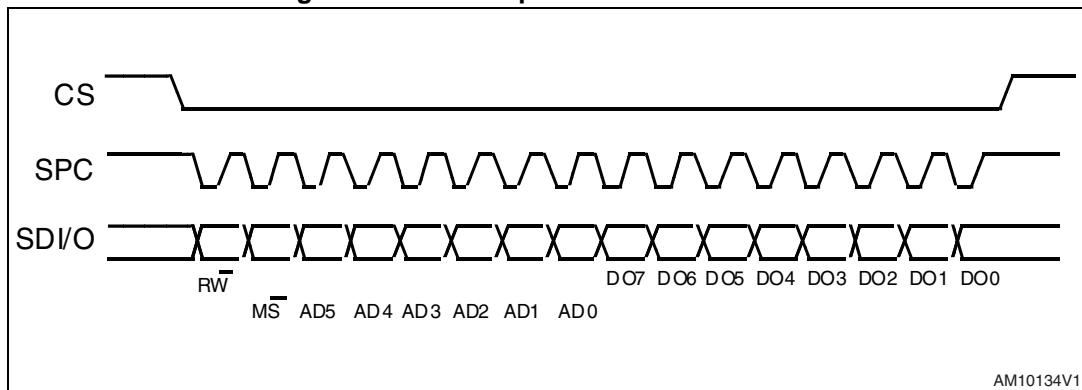 CS
SPC
SDI/O
RW
DO7 DO6 DO5 DO4 DO3 DO2 DO1 DO0
MS AD5 AD4 AD3 AD2 AD1 AD0
AM10134V1